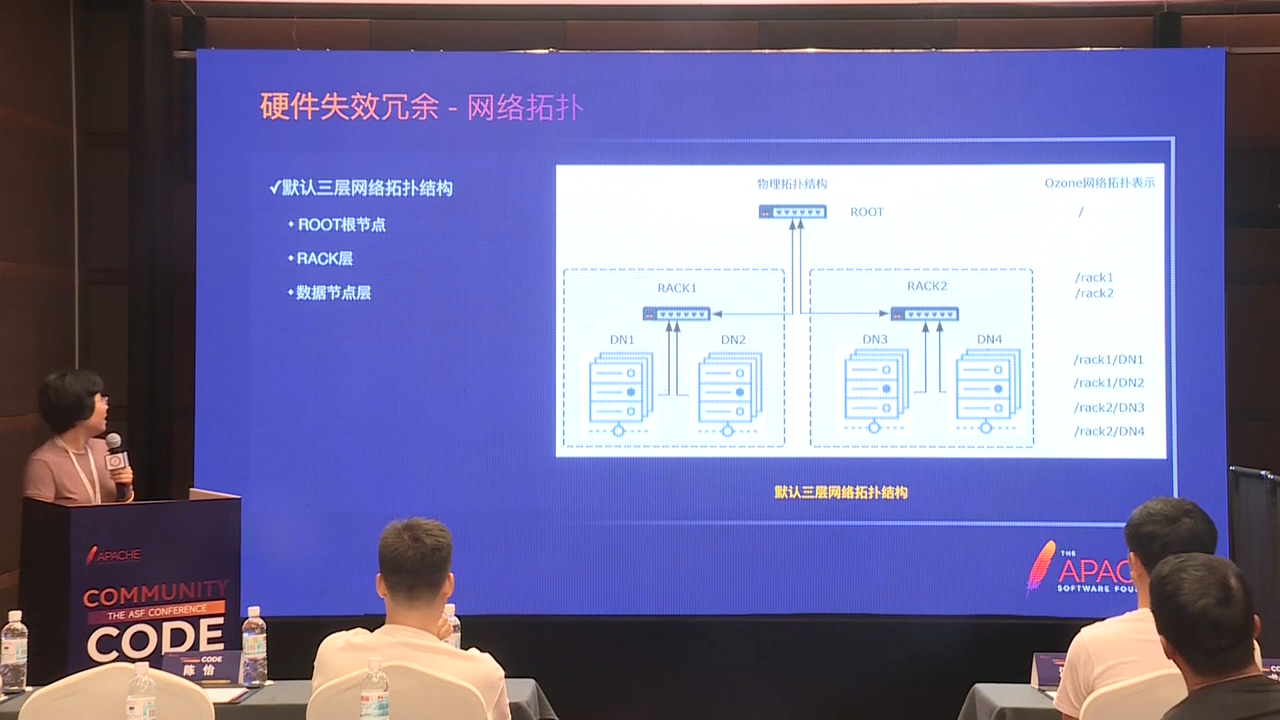 硬件失效冗余 - 网络拓扑
✓默认三层网络拓扑结构
• ROOT根节点
• RACK层
• 数据节点层
物理拓扑结构
Ozone网络拓扑表示
ROOT
/
RACK1
RACK2
/rack1
/rack2
DN1
DN2
DN3
DN4
/rack1/DN1
/rack1/DN2
/rack2/DN3
/rack2/DN4
默认三层网络拓扑结构
THE
APAC
SOFTWARE FOU
APACHE
COMMUNITY
THE ASF CONFERENCE
CODE
CODE
陈 怡